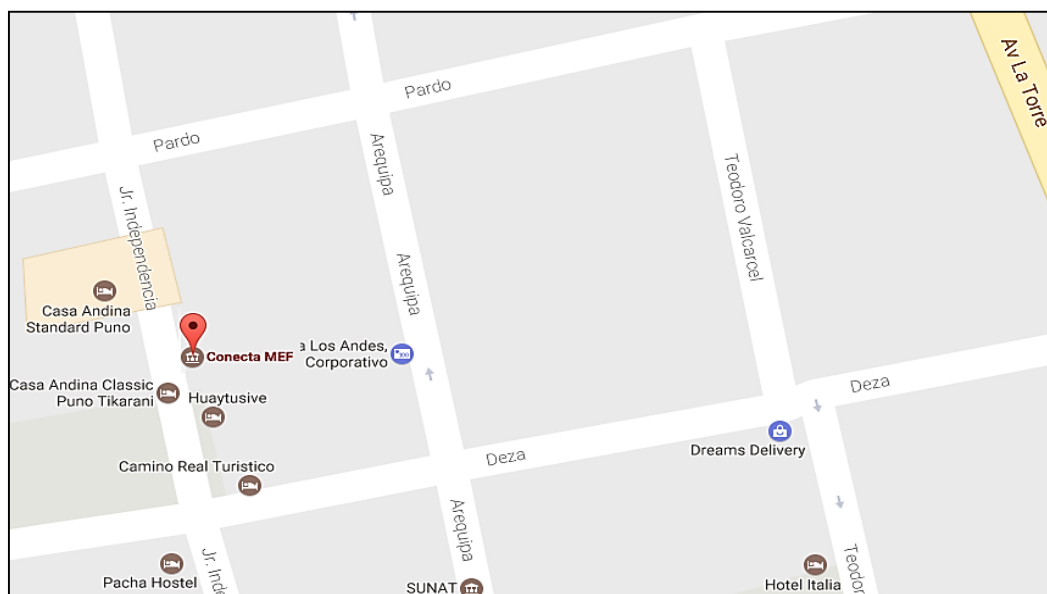 Av La Torre
Pardo
Pardo
Arequipa
Teodoro Valcarcel
Jr. Independencia
Arequipa
Casa Andina
Standard Puno
Conecta MEF
a Los Andes,
Corporativo
Casa Andina Classic
Puno Tikarani
Huaytusive
Deza
Dreams Delivery
Deza
Camino Real Turistico
Arequipa
Jr. Ind
Teodor
Pacha Hostel
SUNAT
Hotel Italia